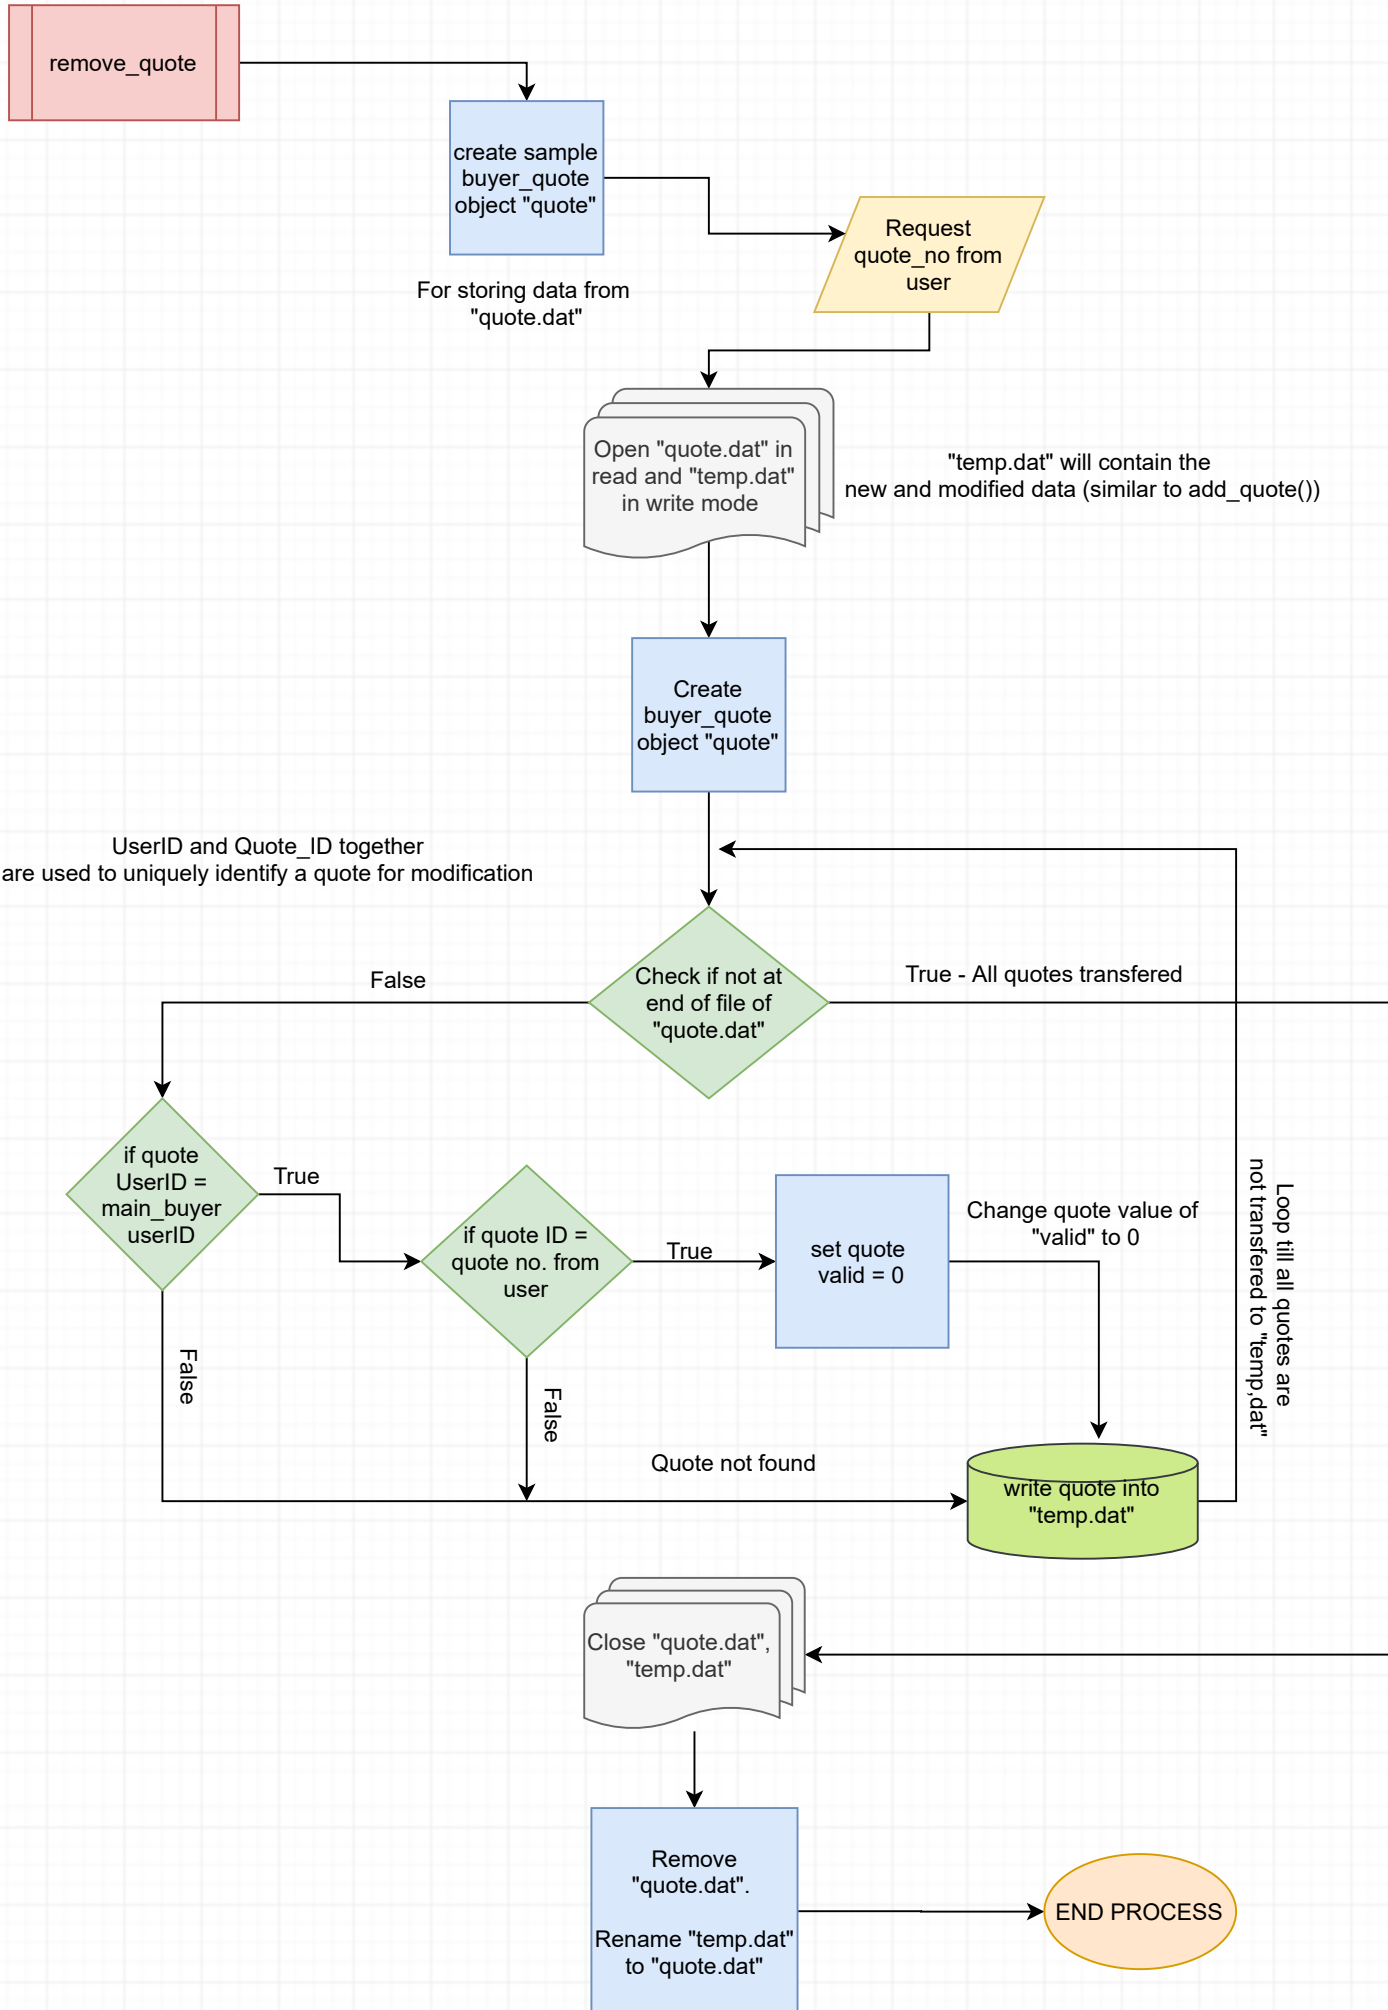 remove_quote
create sample
buyer_quote
object "quote"
Request
quote_no from
user
For storing data from
"quote.dat"
Open "quote.dat" in
read and "temp.dat"
in write mode
"temp.dat" will contain the
new and modified data (similar to add_quote())
Create
buyer_quote
object "quote"
UserID and Quote_ID together
are used to uniquely identify a quote for modification
False
Check if not at
end of file of
"quote.dat"
True - All quotes transfered
if quote
UserID =
main_buyer
userID
True
if quote ID =
quote no. from
user
True
set quote
valid = 0
Change quote value of
"valid" to 0
Loop till all quotes are
not transfered to "temp,dat"
False
False
Quote not found
write quote into
"temp.dat"
Close "quote.dat",
"temp.dat"
Remove
"quote.dat".
Rename "temp.dat"
to "quote.dat"
END PROCESS